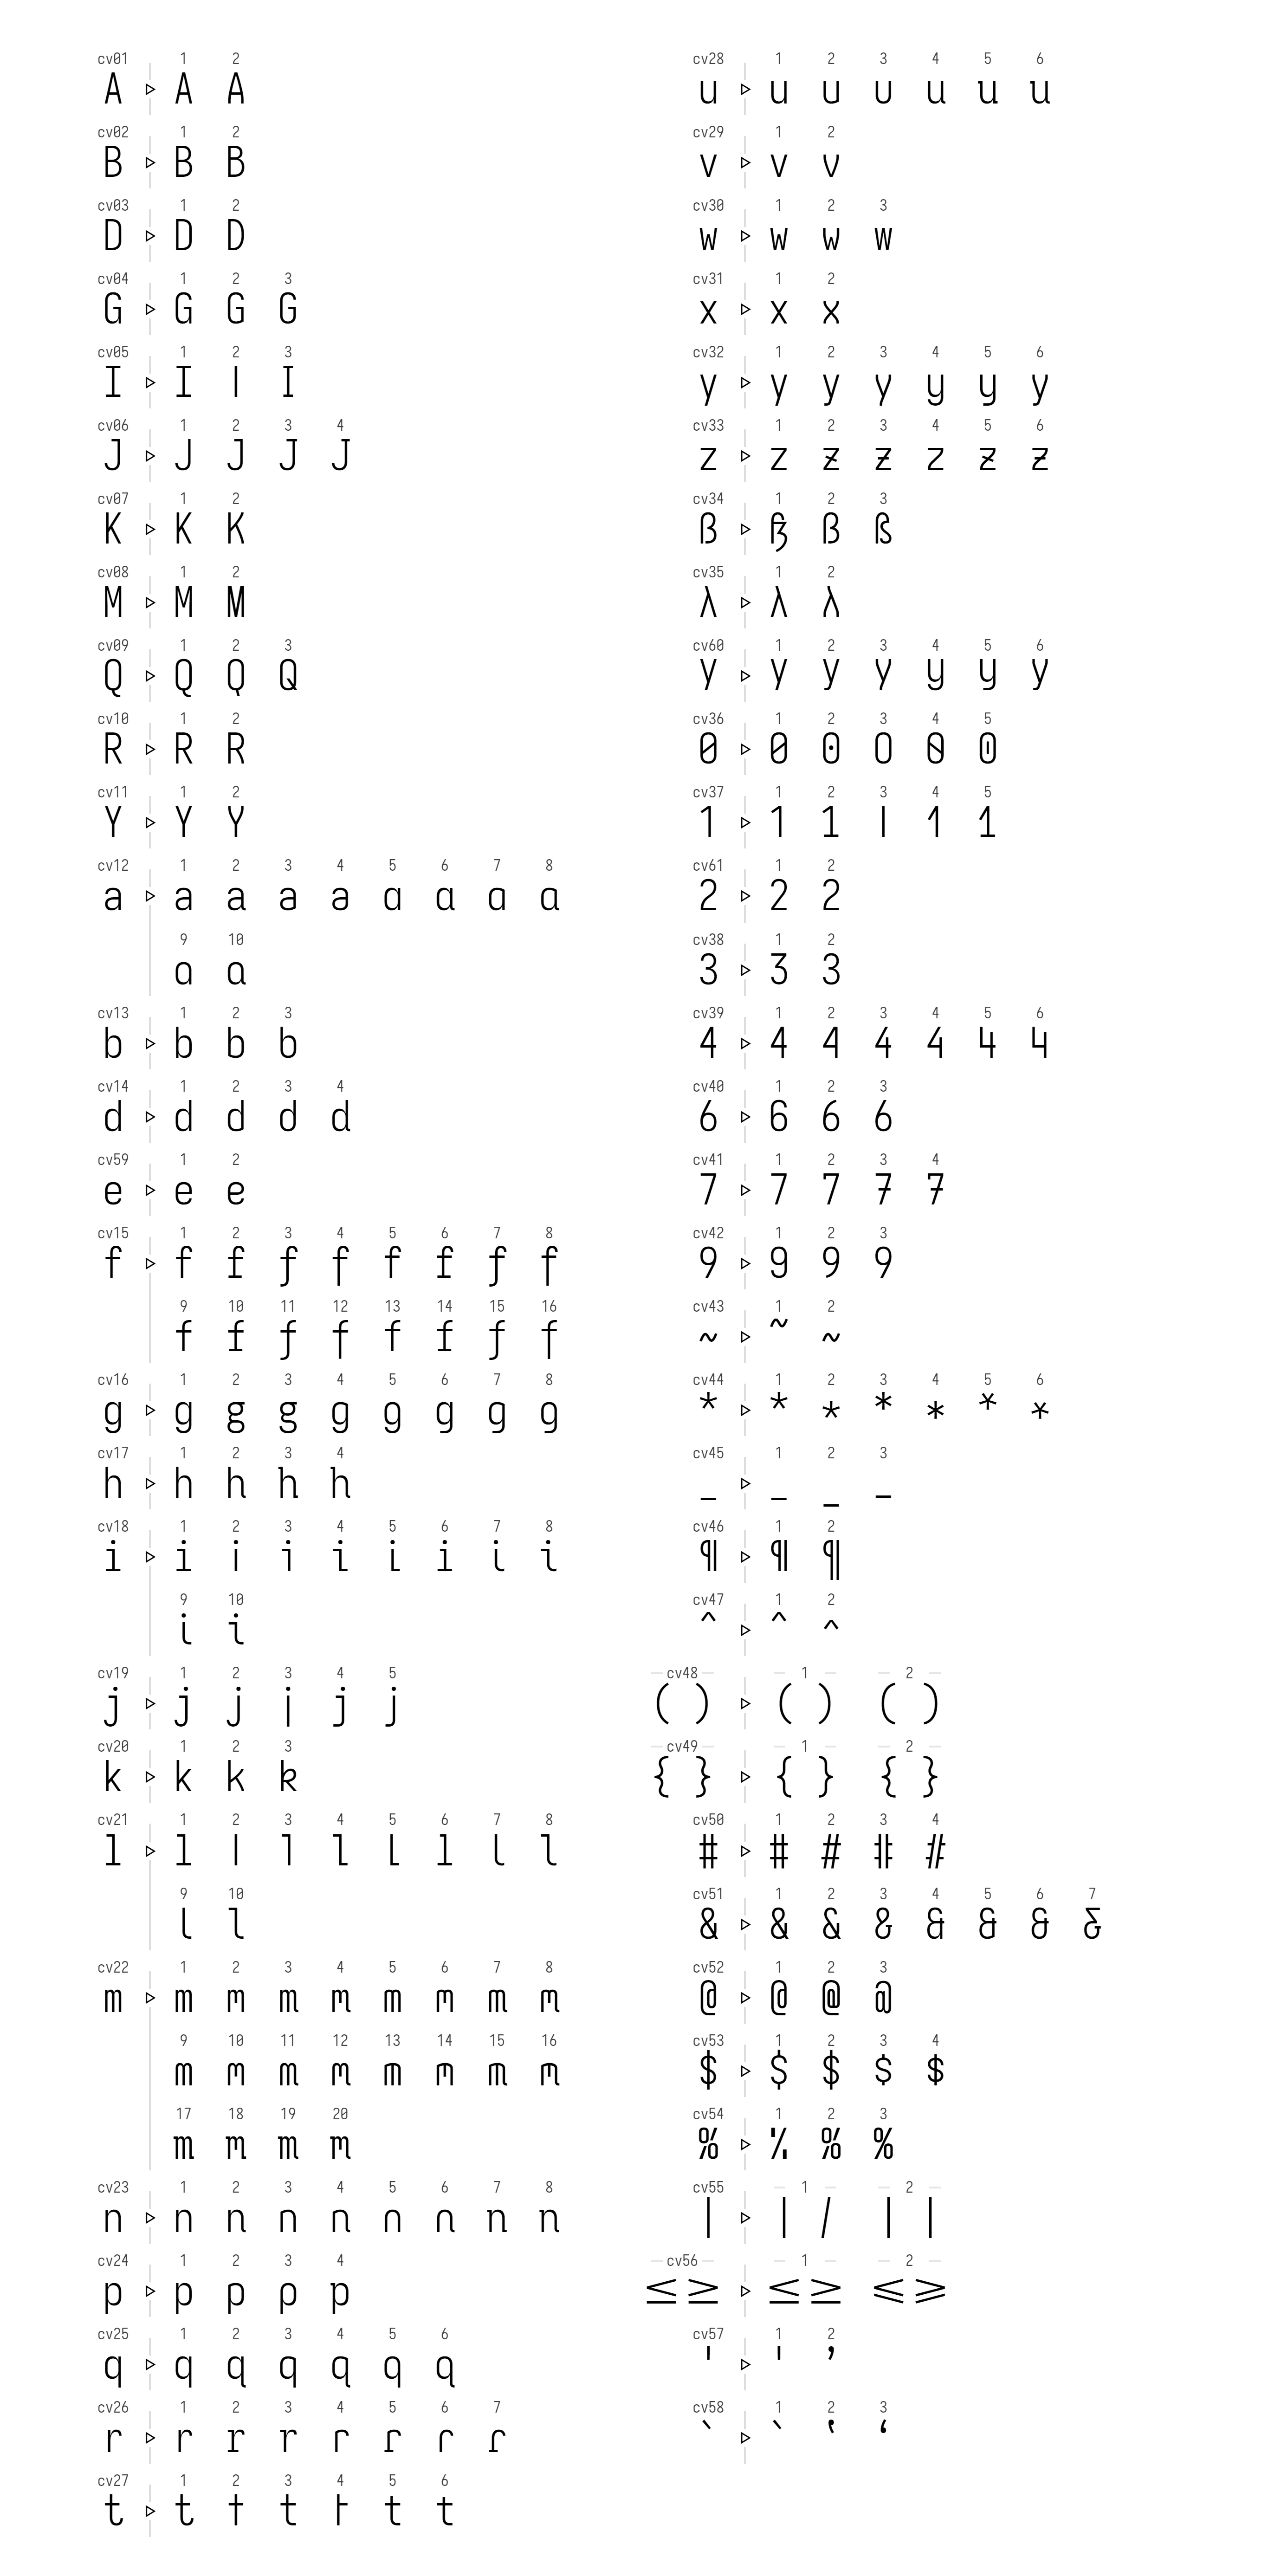 cv01 1 2
A A A
cv02 1 2
B B B
cv03 1 2
D D D
cv04 1 2 3
G G G G
cv05 1 2 3
I I I I
cv06 1 2 3 4
J J J J J
cv07 1 2
K K K
cv08 1 2
M M M
cv09 1 2 3
Q Q Q Q
cv10 1 2
R R R
cv11 1 2
Y Y Y
cv12 1 2 3 4 5 6 7 8
a a a a a a a a a
9 10
a a
cv13 1 2 3
b b b b
cv14 1 2 3 4
d d d d d
cv59 1 2
e e e
cv15 1 2 3 4 5 6 7 8
f f f f f f f f f
9 10 11 12 13 14 15 16
f f f f f f f f
cv16 1 2 3 4 5 6 7 8
g g g g g g g g g
cv17 1 2 3 4
h h h h h
cv18 1 2 3 4 5 6 7 8
i i i i i i i i i
9 10
i i
cv19 1 2 3 4 5
j j j j j j
cv20 1 2 3
k k k k
cv21 1 2 3 4 5 6 7 8
l l l l l l l l l
9 10
l l
cv22 1 2 3 4 5 6 7 8
m m m m m m m m m
9 10 11 12 13 14 15 16
m m m m m m m m
17 18 19 20
m m m m
cv23 1 2 3 4 5 6 7 8
n n n n n n n n n
cv24 1 2 3 4
p p p p p
cv25 1 2 3 4 5 6
q q q q q q q
cv26 1 2 3 4 5 6 7
r r r r r r r r
cv27 1 2 3 4 5 6
t t t t t t t
cv28 1 2 3 4 5 6
u u u u u u u
cv29 1 2
v v v
cv30 1 2 3
w w w w
cv31 1 2
x x x
cv32 1 2 3 4 5 6
y y y y y y y
cv33 1 2 3 4 5 6
z z z z z z z
cv34 1 2 3
ß ß ß ß
cv35 1 2
λ λ λ
cv60 1 2 3 4 5 6
y y y y y y y
cv36 1 2 3 4 5
0 0 0 0 0 0
cv37 1 2 3 4 5
1 1 1 1 1 1
cv61 1 2
2 2 2
cv38 1 2
3 3 3
cv39 1 2 3 4 5 6
4 4 4 4 4 4 4
cv40 1 2 3
6 6 6 6
cv41 1 2 3 4
7 7 7 7 7
cv42 1 2 3
9 9 9 9
cv43 1 2
~ ~ ~
cv44 1 2 3 4 5 6
* * * * * * *
cv45 1 2 3
_ _ _ _
cv46 1 2
¶ ¶ ¶
cv47 1 2
^ ^ ^
cv48 1 2
( ) ( ) ( )
cv49 1 2
{ } { } { }
cv50 1 2 3 4
# # # # #
cv51 1 2 3 4 5 6 7
& & & & & & & &
cv52 1 2 3
@ @ @ @
cv53 1 2 3 4
$ $ $ $ $
cv54 1 2 3
% % % %
cv55 1 2
| | / | |
cv56 1 2
≤ ≥ ≤ ≥ ⩽ ⩾
cv57 1 2
' ' ’
cv58 1 2 3
` ` ‛ ‘